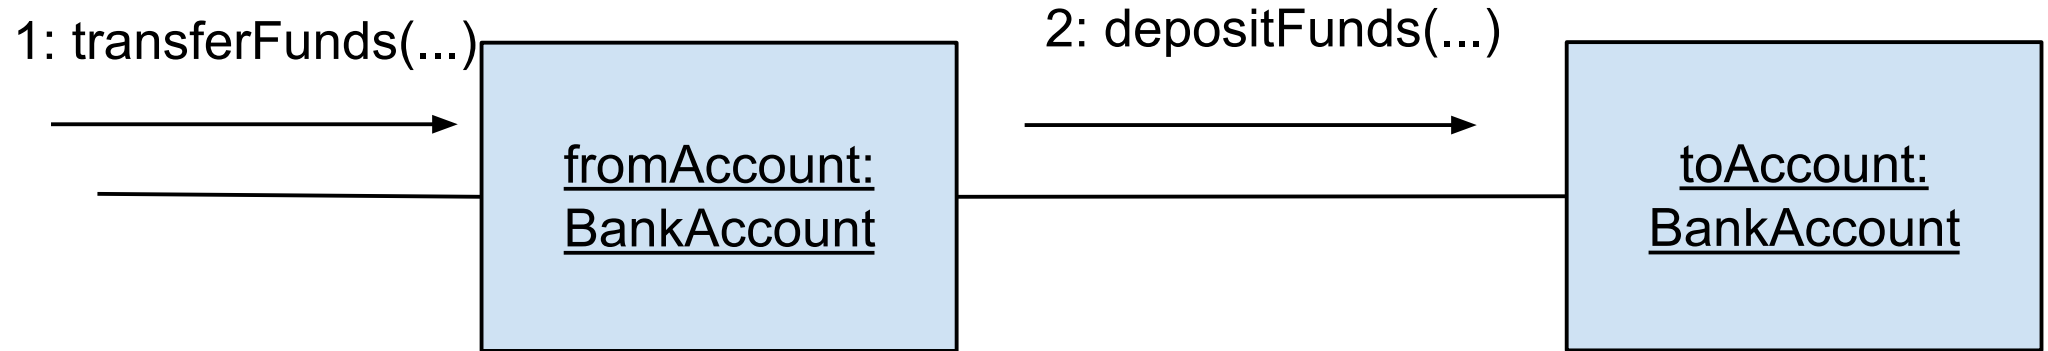 1: transferFunds(...)
2: depositFunds(...)
fromAccount:
BankAccount
toAccount:
BankAccount